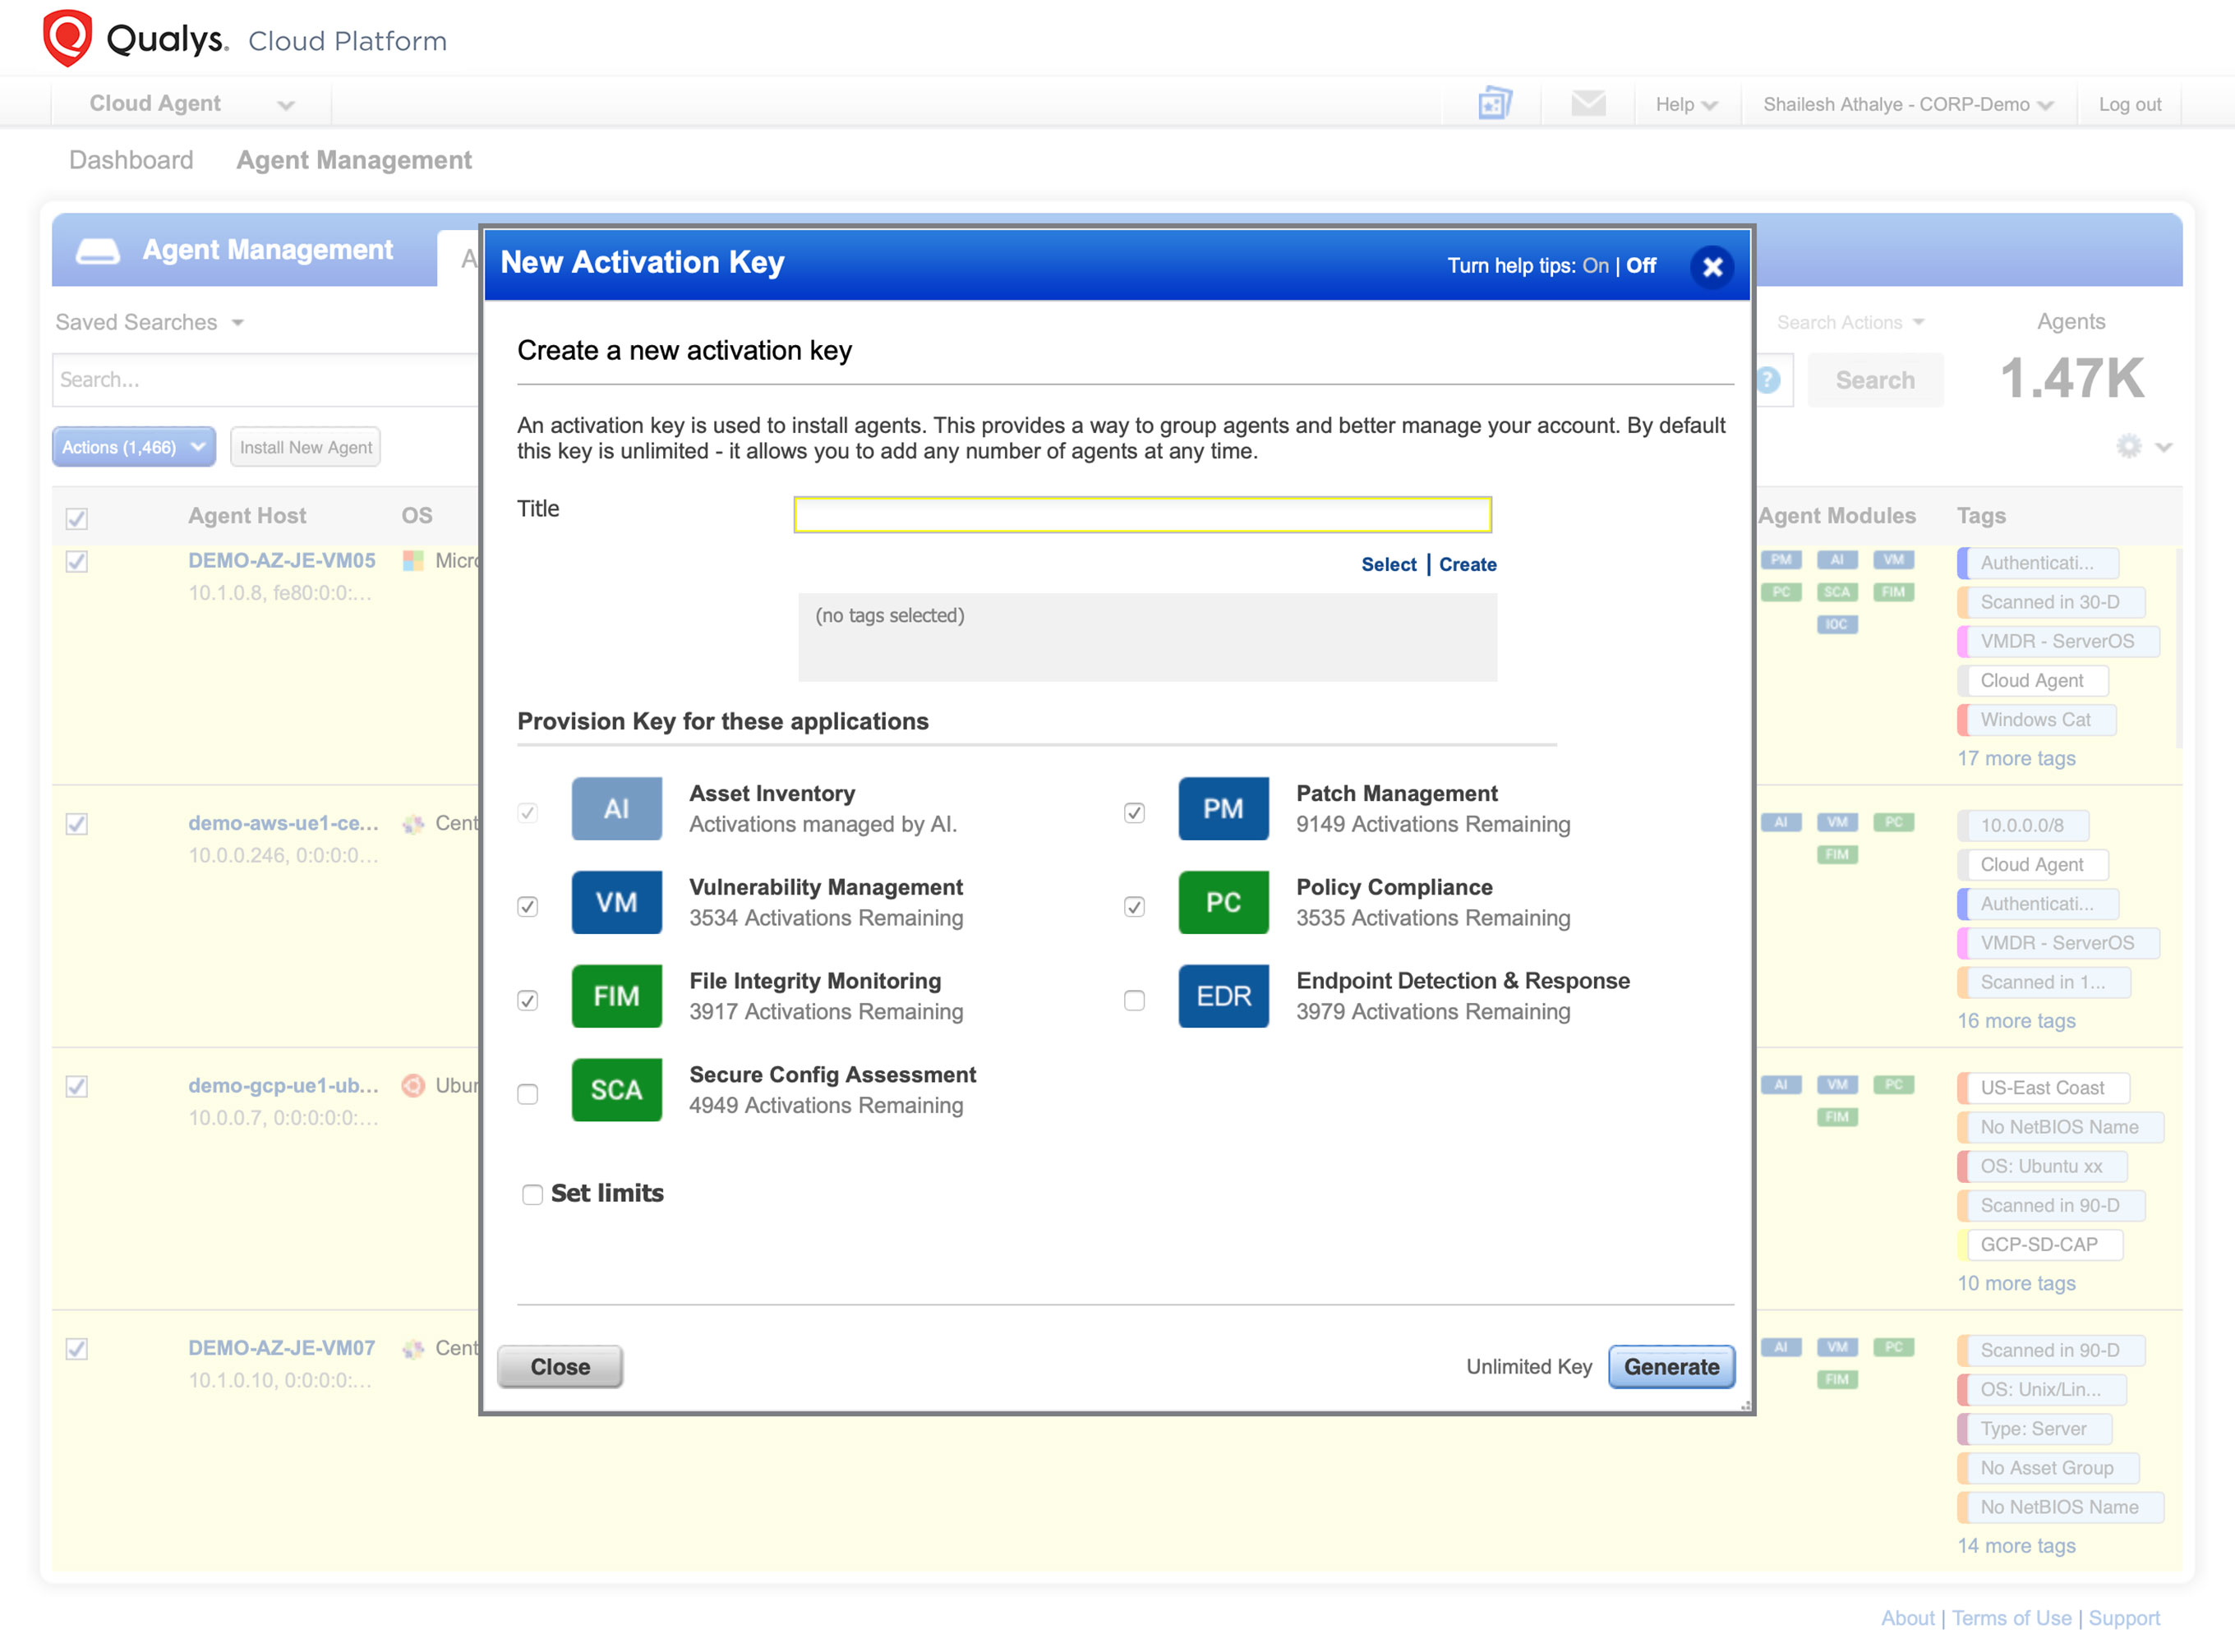 Qualys. Cloud Platform
Cloud Agent
Help
Shailesh Athalye - CORP-Demo
Log out
Dashboard
Agent Management
Agent Management
A
New Activation Key
Turn help tips: On | Off
Saved Searches
Search Actions
Agents
Search...
?
Search
1.47K
Actions (1,466)
Install New Agent
Create a new activation key
An activation key is used to install agents. This provides a way to group agents and better manage your account. By default
this key is unlimited - it allows you to add any number of agents at any time.
Title
Select | Create
(no tags selected)
Provision Key for these applications
AI
Asset Inventory
Activations managed by AI.
PM
Patch Management
9149 Activations Remaining
VM
Vulnerability Management
3534 Activations Remaining
PC
Policy Compliance
3535 Activations Remaining
FIM
File Integrity Monitoring
3917 Activations Remaining
EDR
Endpoint Detection & Response
3979 Activations Remaining
SCA
Secure Config Assessment
4949 Activations Remaining
Set limits
Close
Unlimited Key
Generate
Agent Host
OS
Agent Modules
Tags
DEMO-AZ-JE-VM05
Micro
10.1.0.8, fe80:0:0:...
PM AI VM
PC SCA FIM
IOC
Authenticati...
Scanned in 30-D
VMDR - ServerOS
Cloud Agent
Windows Cat
17 more tags
demo-aws-ue1-ce...
Cent
10.0.0.246, 0:0:0:0...
AI VM PC
FIM
10.0.0.0/8
Cloud Agent
Authenticati...
VMDR - ServerOS
Scanned in 1...
16 more tags
demo-gcp-ue1-ub...
Ubun
10.0.0.7, 0:0:0:0:0:...
AI VM PC
FIM
US-East Coast
No NetBIOS Name
OS: Ubuntu xx
Scanned in 90-D
GCP-SD-CAP
10 more tags
DEMO-AZ-JE-VM07
Cent
10.1.0.10, 0:0:0:0:...
AI VM PC
FIM
Scanned in 90-D
OS: Unix/Lin...
Type: Server
No Asset Group
No NetBIOS Name
14 more tags
About | Terms of Use | Support